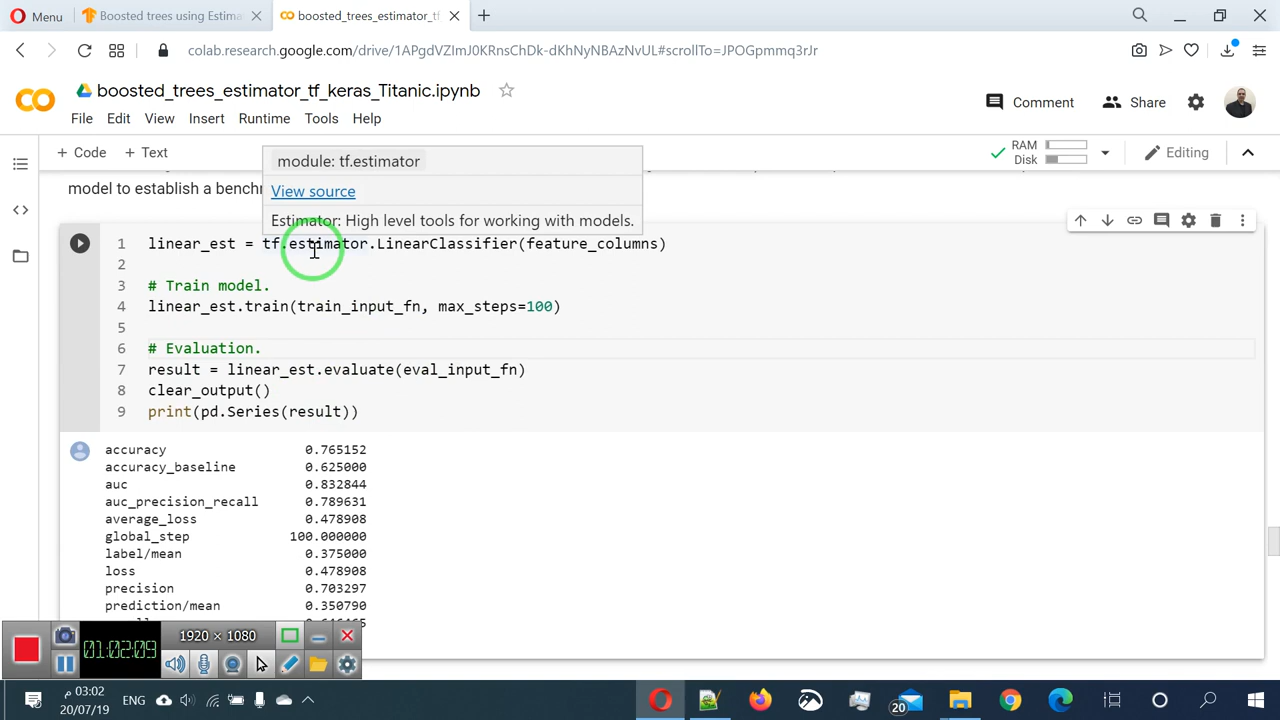 Menu
Boosted trees using Estima
boosted_trees_estimator_tf
colab.research.google.com/drive/1APgdVZImJ0KRnsChDk-dKhNyNBAzNvUL#scrollTo=JPOGpmmq3rJr
boosted_trees_estimator_tf_keras_Titanic.ipynb
File Edit View Insert Runtime Tools Help
Comment Share
+ Code + Text
RAM
Disk
Editing
module: tf.estimator
model to establish a bench
View source
Estimator: High level tools for working with models.
1 linear_est = tf.estimator.LinearClassifier(feature_columns)
2
3 # Train model.
4 linear_est.train(train_input_fn, max_steps=100)
5
6 # Evaluation.
7 result = linear_est.evaluate(eval_input_fn)
8 clear_output()
9 print(pd.Series(result))
accuracy 0.765152
accuracy_baseline 0.625000
auc 0.832844
auc_precision_recall 0.789631
average_loss 0.478908
global_step 100.000000
label/mean 0.375000
loss 0.478908
precision 0.703297
prediction/mean 0.350790
01:02:09
1920 × 1080
ENG
03:02 م
20/07/19
20